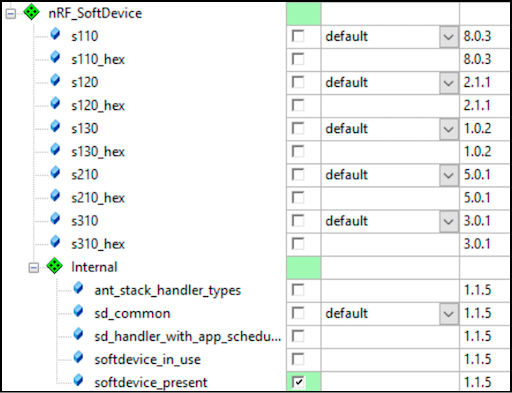 nRF_SoftDevice
s110 default 8.0.3
s110_hex 8.0.3
s120 default 2.1.1
s120_hex 2.1.1
s130 default 1.0.2
s130_hex 1.0.2
s210 default 5.0.1
s210_hex 5.0.1
s310 default 3.0.1
s310_hex 3.0.1
Internal
ant_stack_handler_types 1.1.5
sd_common default 1.1.5
sd_handler_with_app_schedu... 1.1.5
softdevice_in_use 1.1.5
softdevice_present 1.1.5